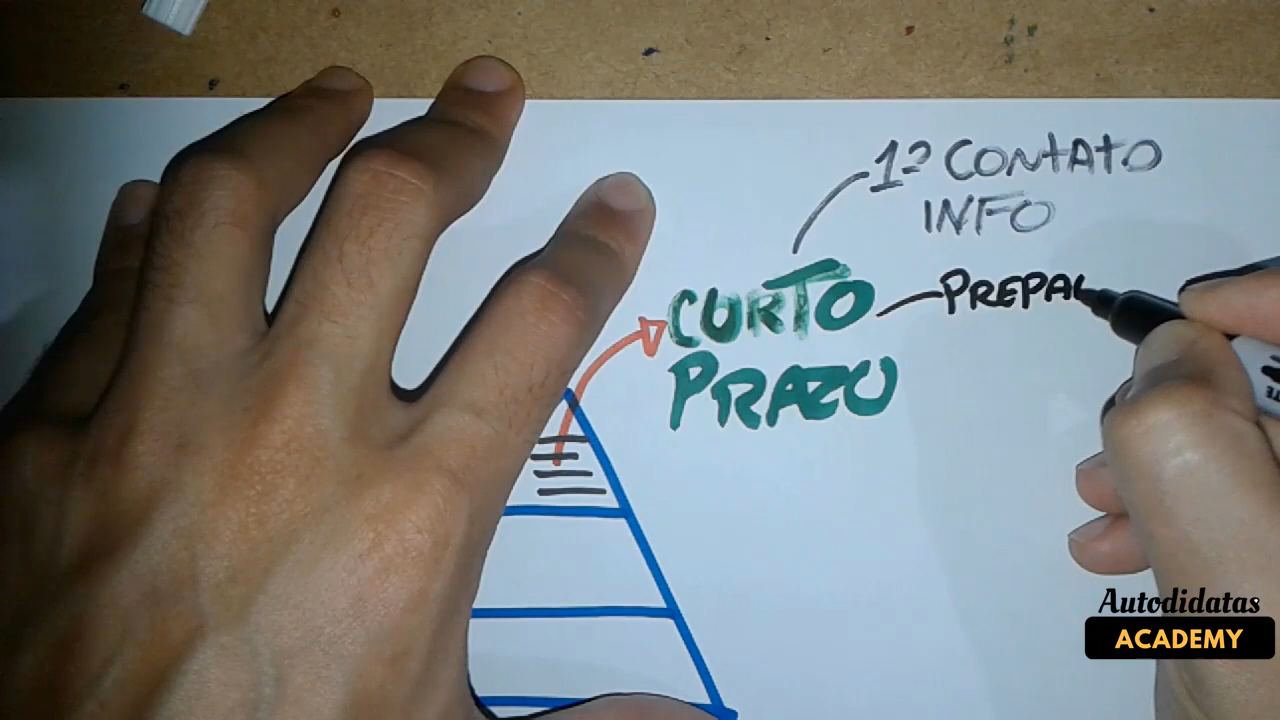 1º CONTATO
INFO
CURTO
PREPA
PRAZO
Autodidatas
ACADEMY